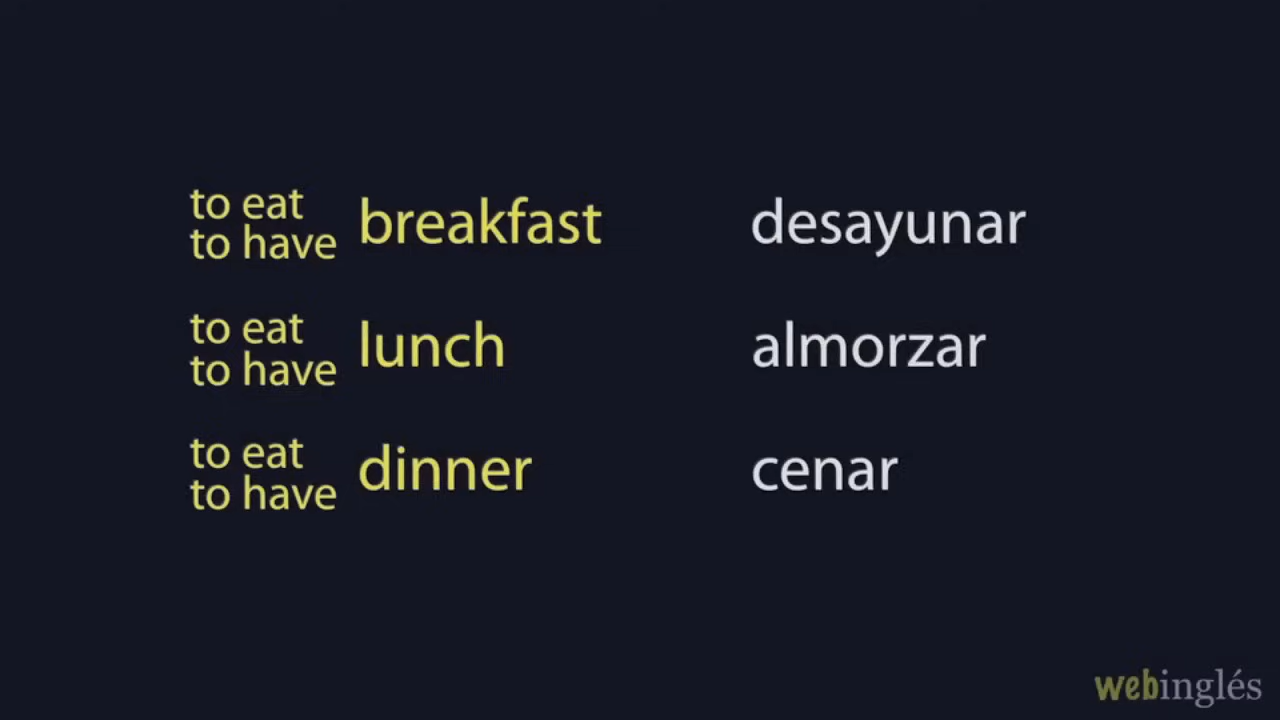 to eat
to have breakfast desayunar
to eat
to have lunch almorzar
to eat
to have dinner cenar
webinglés